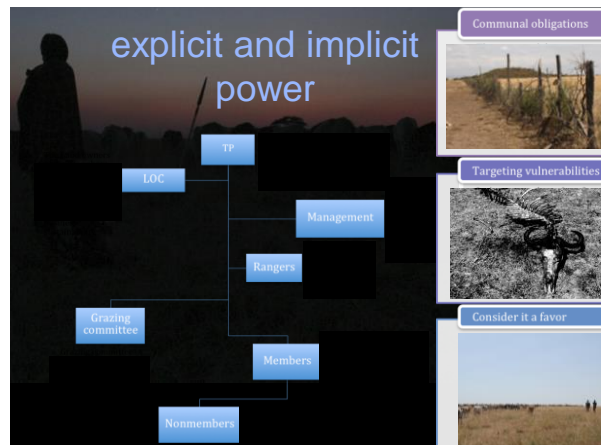 explicit and implicit
power
TP
LOC
Management
Rangers
Grazing
committee
Members
Nonmembers
Communal obligations
Targeting vulnerabilities
Consider it a favor